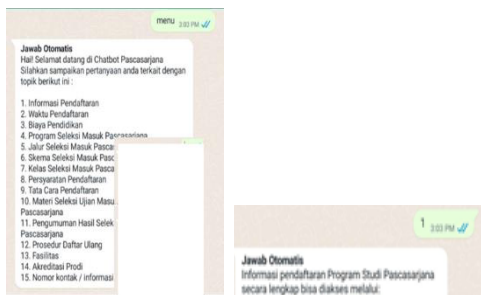 menu 3:03 PM
Jawab Otomatis
Hai! Selamat datang di Chatbot Pascasarjana
Silahkan sampaikan pertanyaan anda terkait dengan
topik berikut ini :
1. Informasi Pendaftaran
2. Waktu Pendaftaran
3. Biaya Pendidikan
4. Program Seleksi Masuk Pascasarjana
5. Jalur Seleksi Masuk Pasca
6. Skema Seleksi Masuk Pasc
7. Kelas Seleksi Masuk Pasca
8. Persyaratan Pendaftaran
9. Tata Cara Pendaftaran
10. Materi Seleksi Ujian Masu
Pascasarjana
11. Pengumuman Hasil Selek
Pascasarjana
12. Prosedur Daftar Ulang
13. Fasilitas
14. Akreditasi Prodi
15. Nomor kontak / informasi
1 3:03 PM
Jawab Otomatis
Informasi pendaftaran Program Studi Pascasarjana
secara lengkap bisa diakses melalui: